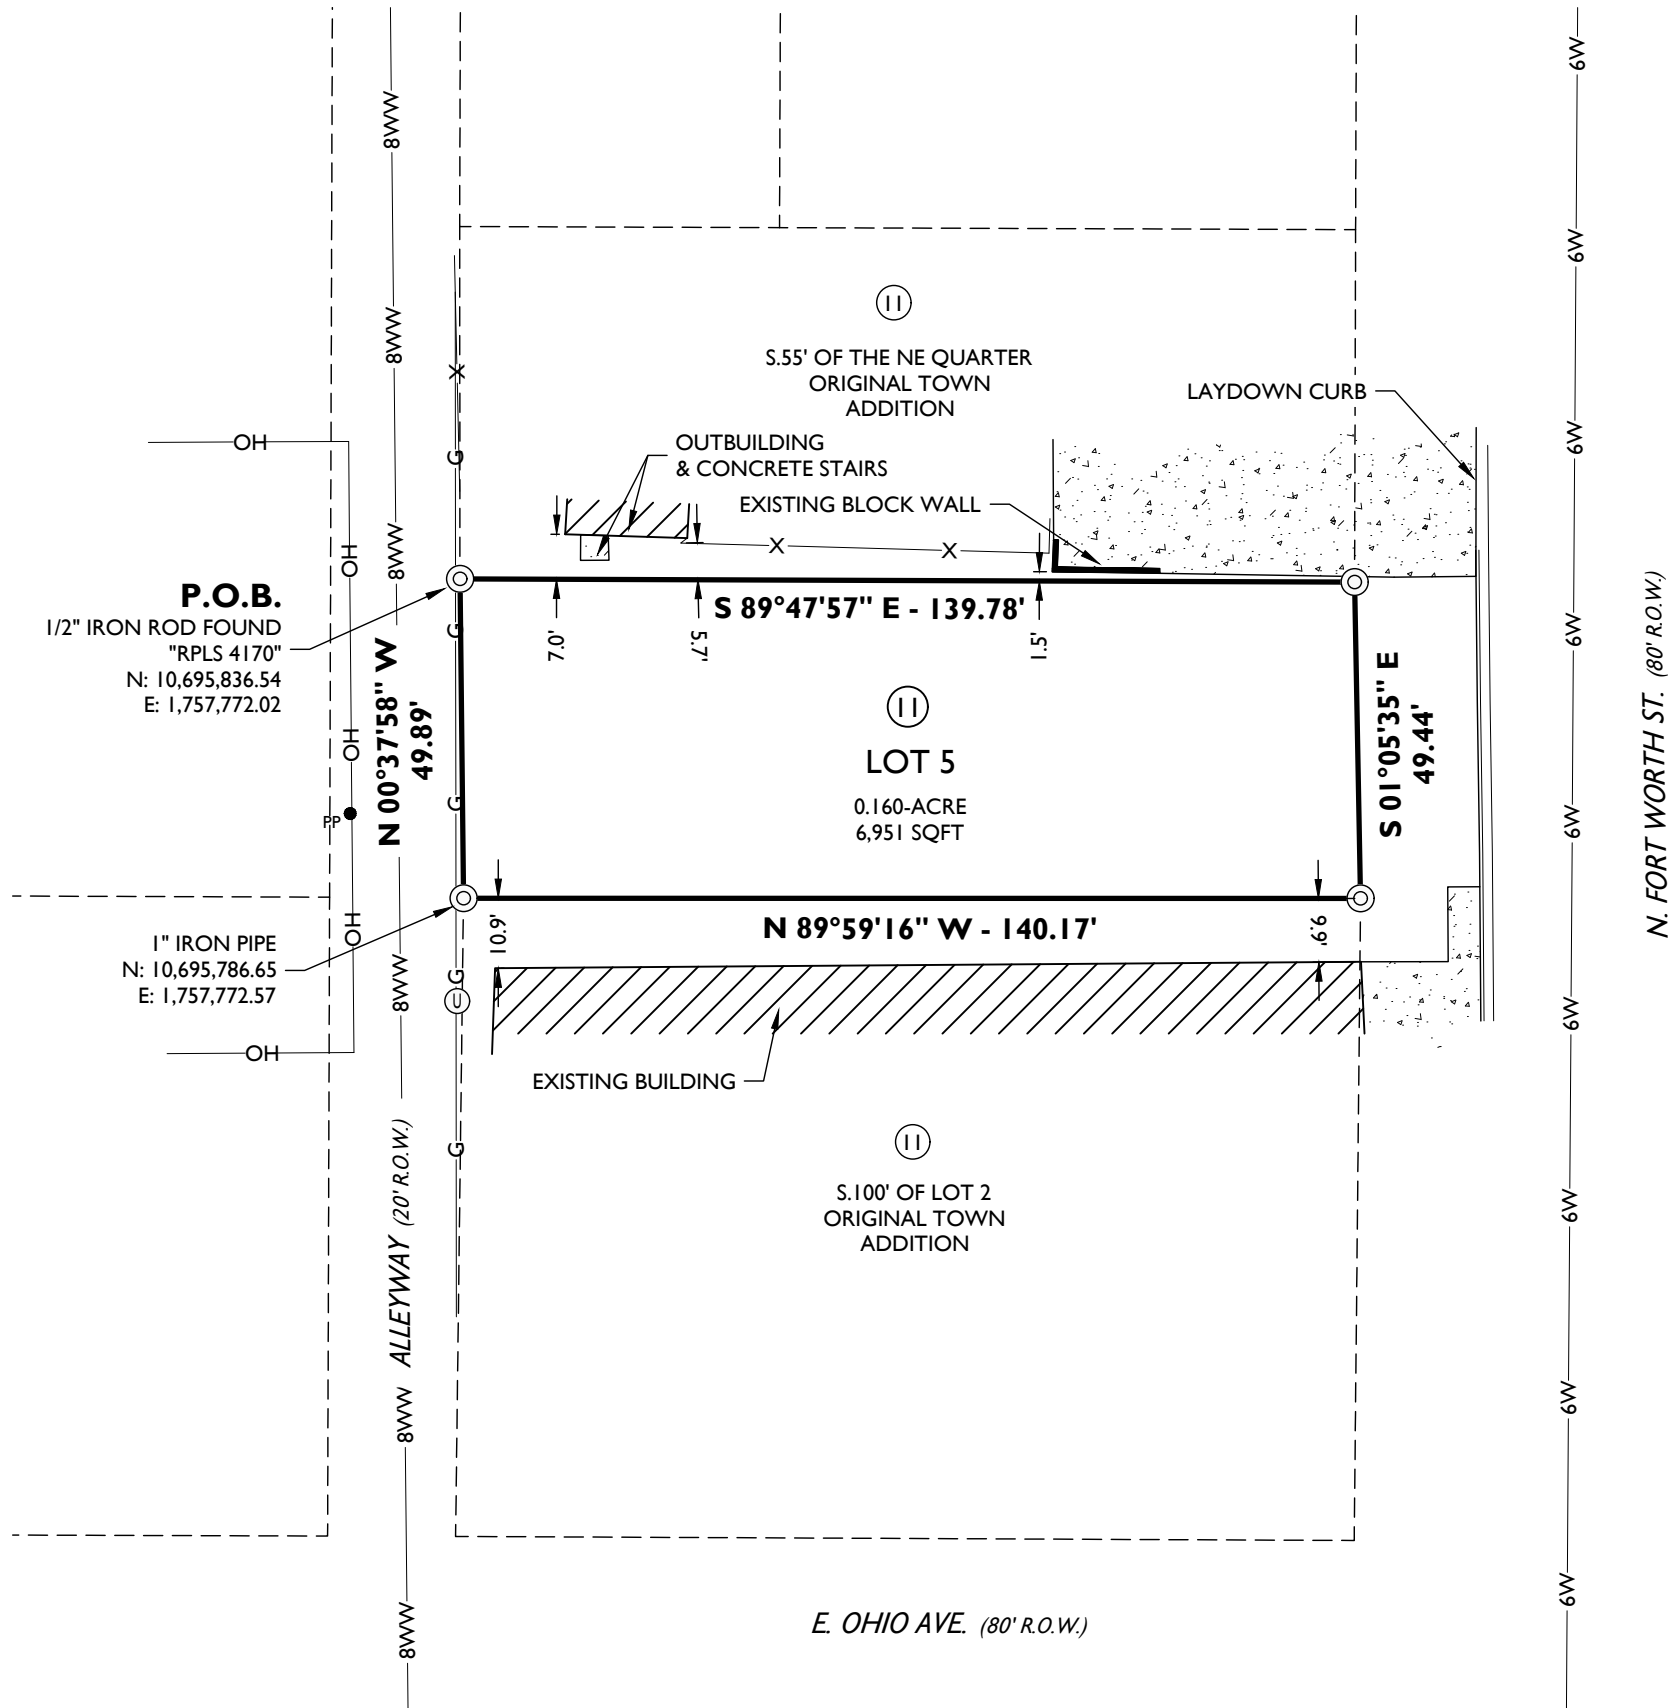 8WW
6W
8WW
6W
11
S.55' OF THE NE QUARTER
ORIGINAL TOWN
ADDITION
LAYDOWN CURB
X
G
OH
6W
OUTBUILDING
& CONCRETE STAIRS
EXISTING BLOCK WALL
X
X
8WW
OH
P.O.B.
1/2" IRON ROD FOUND
"RPLS 4170"
N: 10,695,836.54
E: 1,757,772.02
S 89°47'57" E - 139.78'
7.0'
5.7'
1.5'
G
6W
N 00°37'58" W
49.89'
S 01°05'35" E
49.44'
N. FORT WORTH ST. (80' R.O.W.)
11
LOT 5
0.160-ACRE
6,951 SQFT
OH
PP
G
6W
OH
N 89°59'16" W - 140.17'
10.9'
9.9'
1" IRON PIPE
N: 10,695,786.65
E: 1,757,772.57
8WW
G
U
6W
OH
EXISTING BUILDING
11
S.100' OF LOT 2
ORIGINAL TOWN
ADDITION
G
6W
ALLEYWAY (20' R.O.W.)
8WW
6W
8WW
6W
E. OHIO AVE. (80' R.O.W.)